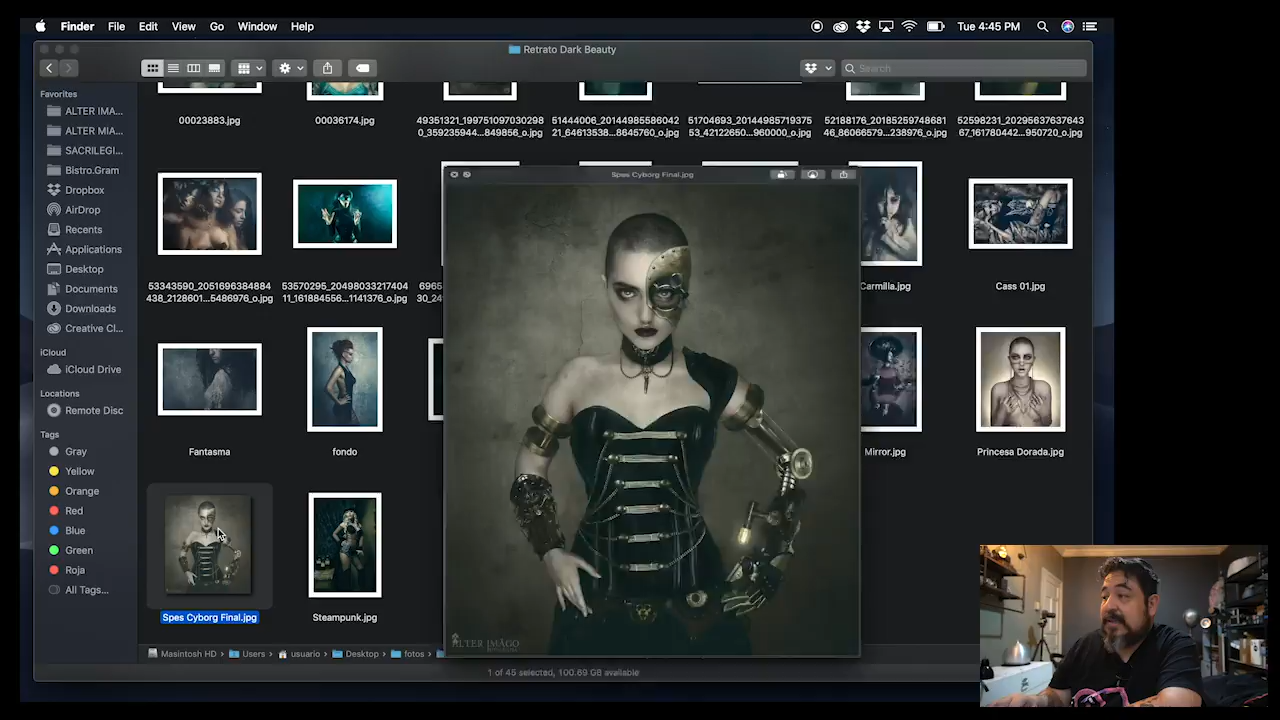 Finder File Edit View Go Window Help
Tue 4:45 PM
Retrato Dark Beauty
Search
Favorites
ALTER IMA...
ALTER MIA...
SACRILEGI...
Bistro.Gram
Dropbox
AirDrop
Recents
Applications
Desktop
Documents
Downloads
Creative Cl...
iCloud
iCloud Drive
Locations
Remote Disc
Tags
Gray
Yellow
Orange
Red
Blue
Green
Roja
All Tags...
00023883.jpg
00036174.jpg
49351321_199751097030298
0_359235944...849856_o.jpg
51444006_20144985586042
21_64613538...8645760_o.jpg
51704693_20144985719375
53_42122650...960000_o.jpg
52188176_20185259748681
46_86066579...238976_o.jpg
52598231_20295637637643
67_161780442...950720_o.jpg
Spes Cyborg Final.jpg
53343590_2051696384884
438_2128601...5486976_o.jpg
53570295_20498033217404
11_161884556...1141376_o.jpg
Carmilla.jpg
Cass 01.jpg
Fantasma
fondo
Mirror.jpg
Princesa Dorada.jpg
Spes Cyborg Final.jpg
Steampunk.jpg
ALTER IMAGO
Macintosh HD Users usuario Desktop fotos
1 of 45 selected, 100.69 GB available